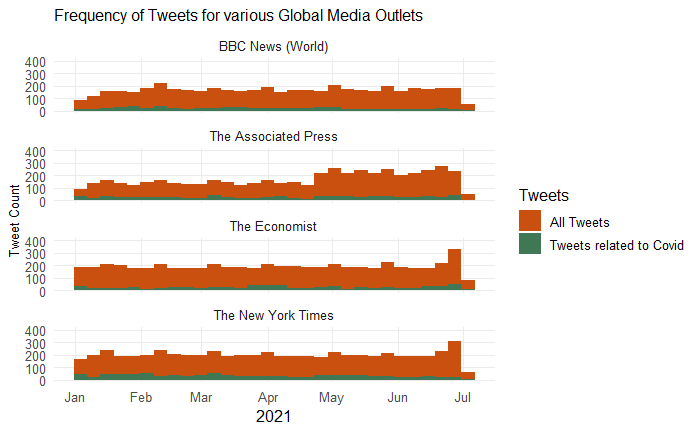 Frequency of Tweets for various Global Media Outlets
BBC News (World)
400
300
200
100
0
The Associated Press
400
300
200
100
0
Tweet Count
The Economist
400
300
200
100
0
The New York Times
400
300
200
100
0
Jan Feb Mar Apr May Jun Jul
2021
Tweets
All Tweets
Tweets related to Covid